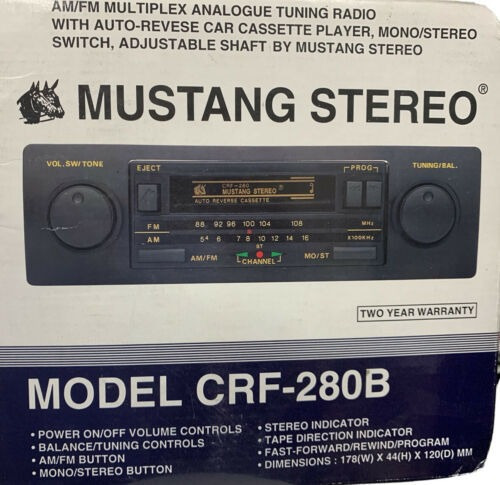 AM/FM MULTIPLEX ANALOGUE TUNING RADIO
WITH AUTO-REVESE CAR CASSETTE PLAYER, MONO/STEREO
SWITCH, ADJUSTABLE SHAFT BY MUSTANG STEREO
MUSTANG STEREO®
VOL.SW/TONE
EJECT
PROG
TUNING/BAL.
CRF-280
MUSTANG STEREO®
AUTO REVERSE CASSETTE
FM 88 92 96 100 104 108 MHz
AM 54 6 7 8 10 12 14 16 X100KHz
ST
AM/FM CHANNEL MO/ST
TWO YEAR WARRANTY
MODEL CRF-280B
• POWER ON/OFF VOLUME CONTROLS
• BALANCE/TUNING CONTROLS
• AM/FM BUTTON
• MONO/STEREO BUTTON
• STEREO INDICATOR
• TAPE DIRECTION INDICATOR
• FAST-FORWARD/REWIND/PROGRAM
• DIMENSIONS : 178(W) X 44(H) X 120(D) MM